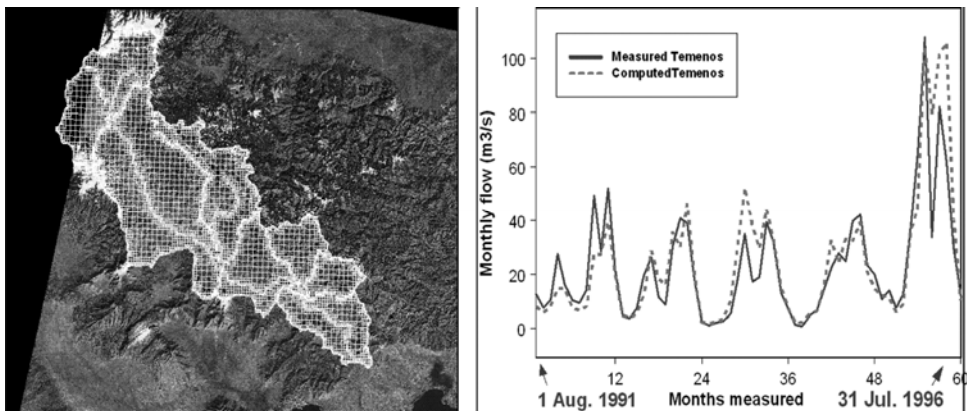 Measured Temenos
ComputedTemenos
Monthly flow (m3/s)
100
80
60
40
20
0
12
24
36
48
60
1 Aug. 1991
Months measured
31 Jul. 1996